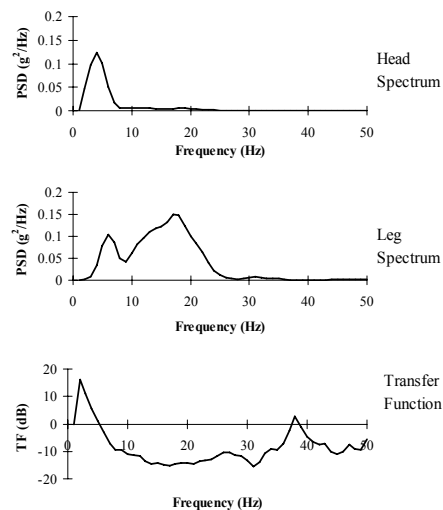 PSD (g²/Hz)
0.2
0.15
0.1
0.05
0
0 10 20 30 40 50
Frequency (Hz)
Head
Spectrum
PSD (g²/Hz)
0.2
0.15
0.1
0.05
0
0 10 20 30 40 50
Frequency (Hz)
Leg
Spectrum
TF (dB)
20
10
0
-10
-20
0 10 20 30 40 50
Frequency (Hz)
Transfer
Function